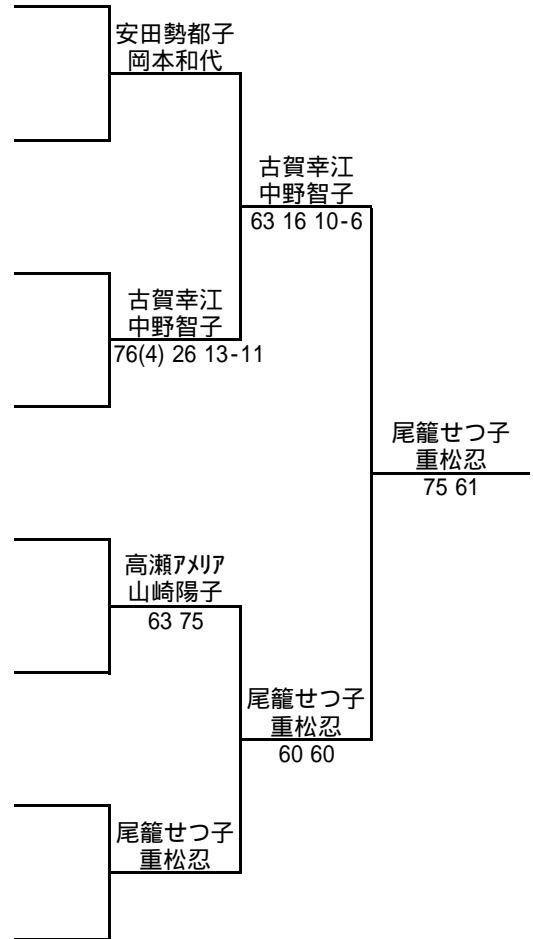 安田勢都子
岡本和代
古賀幸江
中野智子
63 16 10-6
古賀幸江
中野智子
76(4) 26 13-11
尾籠せつ子
重松忍
75 61
高瀬ｱﾒﾘｱ
山崎陽子
63 75
尾籠せつ子
重松忍
60 60
尾籠せつ子
重松忍